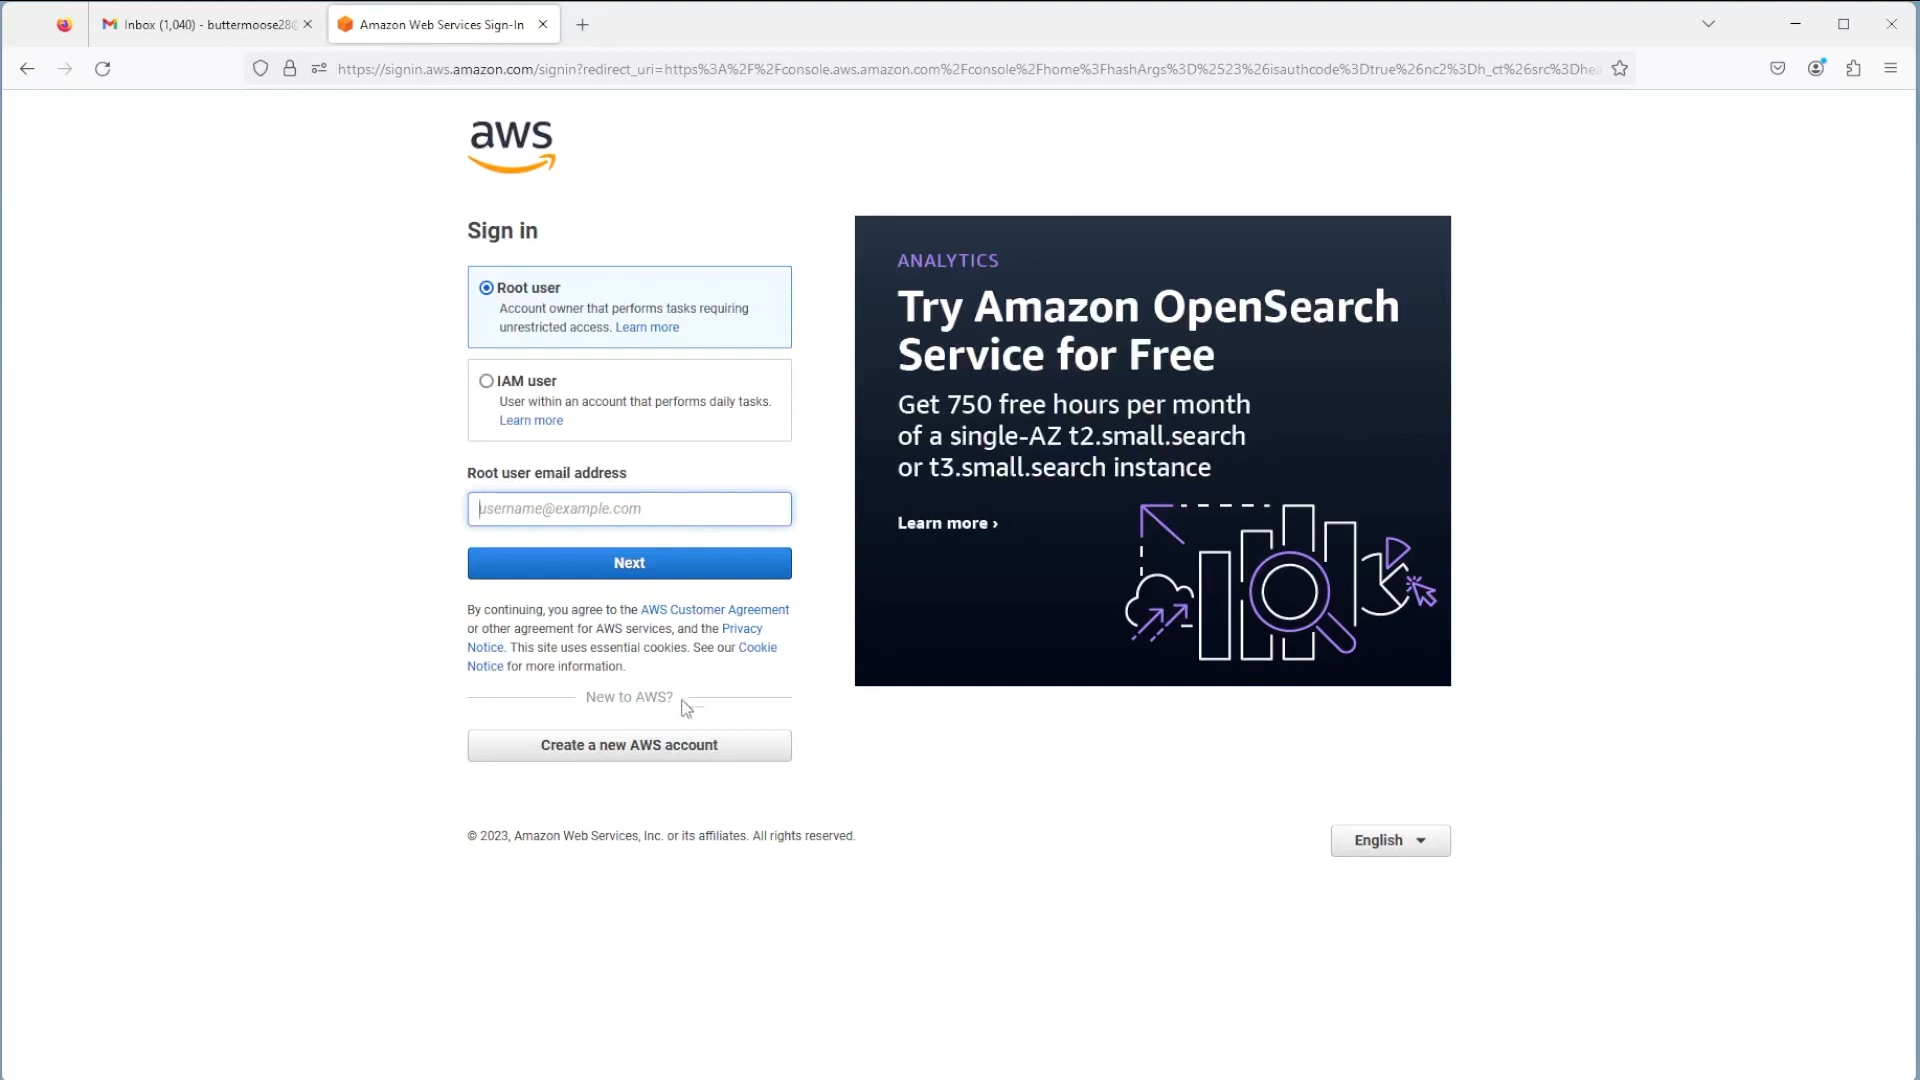 Inbox (1,040) - buttermoose28@
Amazon Web Services Sign-In
https://signin.aws.amazon.com/signin?redirect_uri=https%3A%2F%2Fconsole.aws.amazon.com%2Fconsole%2Fhome%3FhashArgs%3D%2523%26isauthcode%3Dtrue%26nc2%3Dh_ct%26src%3Dhea
aws
Sign in
Root user
Account owner that performs tasks requiring
unrestricted access. Learn more
IAM user
User within an account that performs daily tasks.
Learn more
Root user email address
username@example.com
Next
By continuing, you agree to the AWS Customer Agreement
or other agreement for AWS services, and the Privacy
Notice. This site uses essential cookies. See our Cookie
Notice for more information.
New to AWS?
Create a new AWS account
ANALYTICS
Try Amazon OpenSearch
Service for Free
Get 750 free hours per month
of a single-AZ t2.small.search
or t3.small.search instance
Learn more ›
© 2023, Amazon Web Services, Inc. or its affiliates. All rights reserved.
English